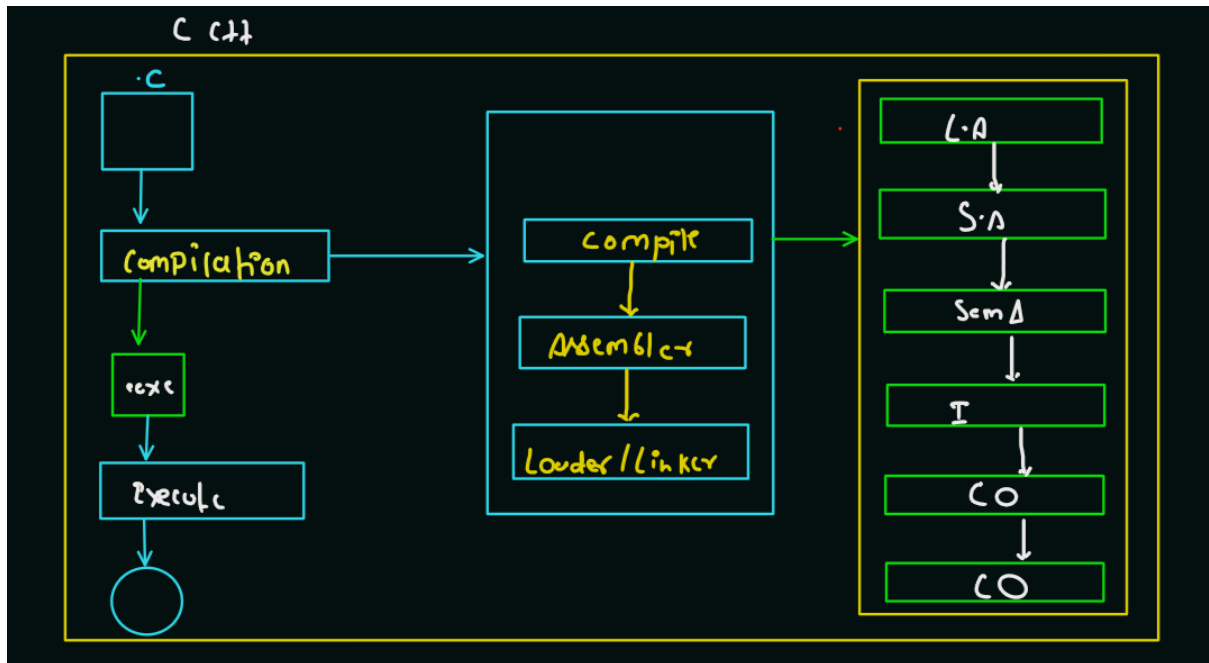 C C++
.C
Compilation
.exe
Execute
Compile
Assembler
Loader/Linker
L.A
S.A
Sem A
I
CO
CO